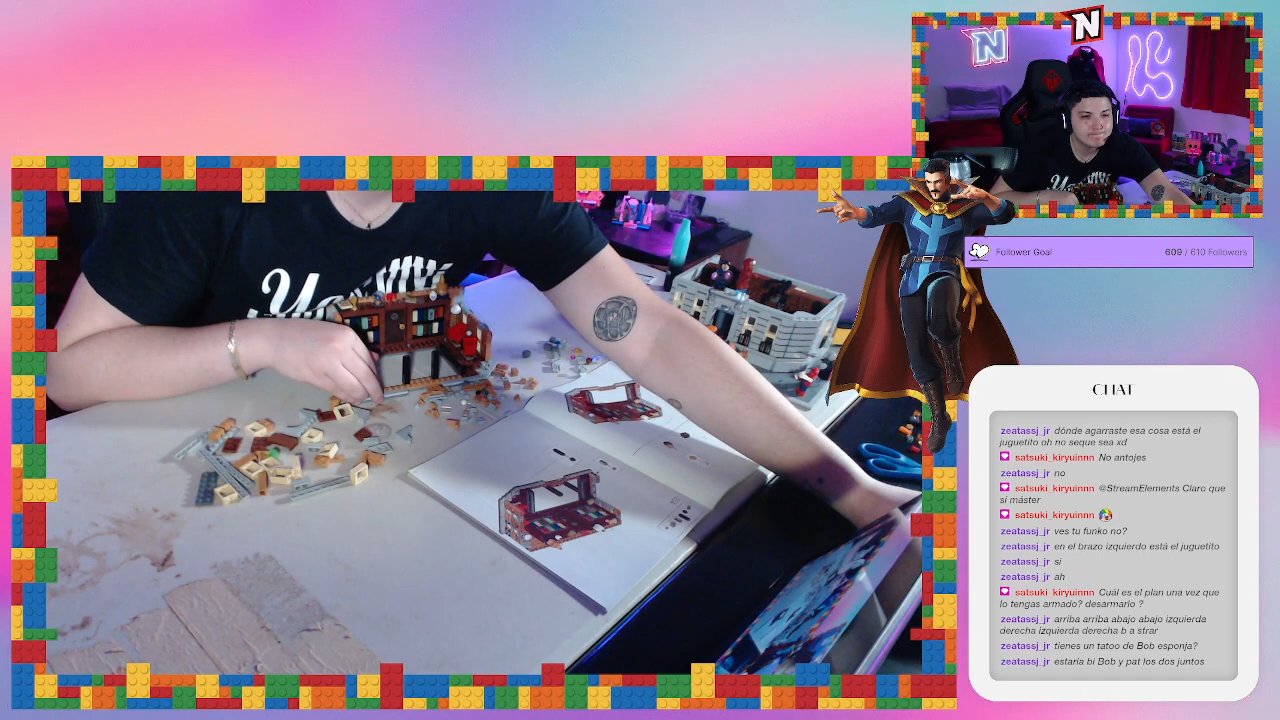 N
N
Follower Goal
609 / 610 Followers
CHAT
zeatassj_jr dónde agarraste esa cosa está el
juguetito oh no seque sea xd
satsuki_kiryuinnn No antojes
zeatassj_jr no
satsuki_kiryuinnn @StreamElements Claro que
si máster
satsuki_kiryuinnn
zeatassj_jr ves tu funko no?
zeatassj_jr en el brazo izquierdo está el juguetito
zeatassj_jr si
zeatassj_jr ah
satsuki_kiryuinnn Cuál es el plan una vez que
lo tengas armado? desarmarlo ?
zeatassj_jr arriba arriba abajo abajo izquierda
derecha izquierda derecha b a strar
zeatassj_jr tienes un tatoo de Bob esponja?
zeatassj_jr estaría bi Bob y pat los dos juntos